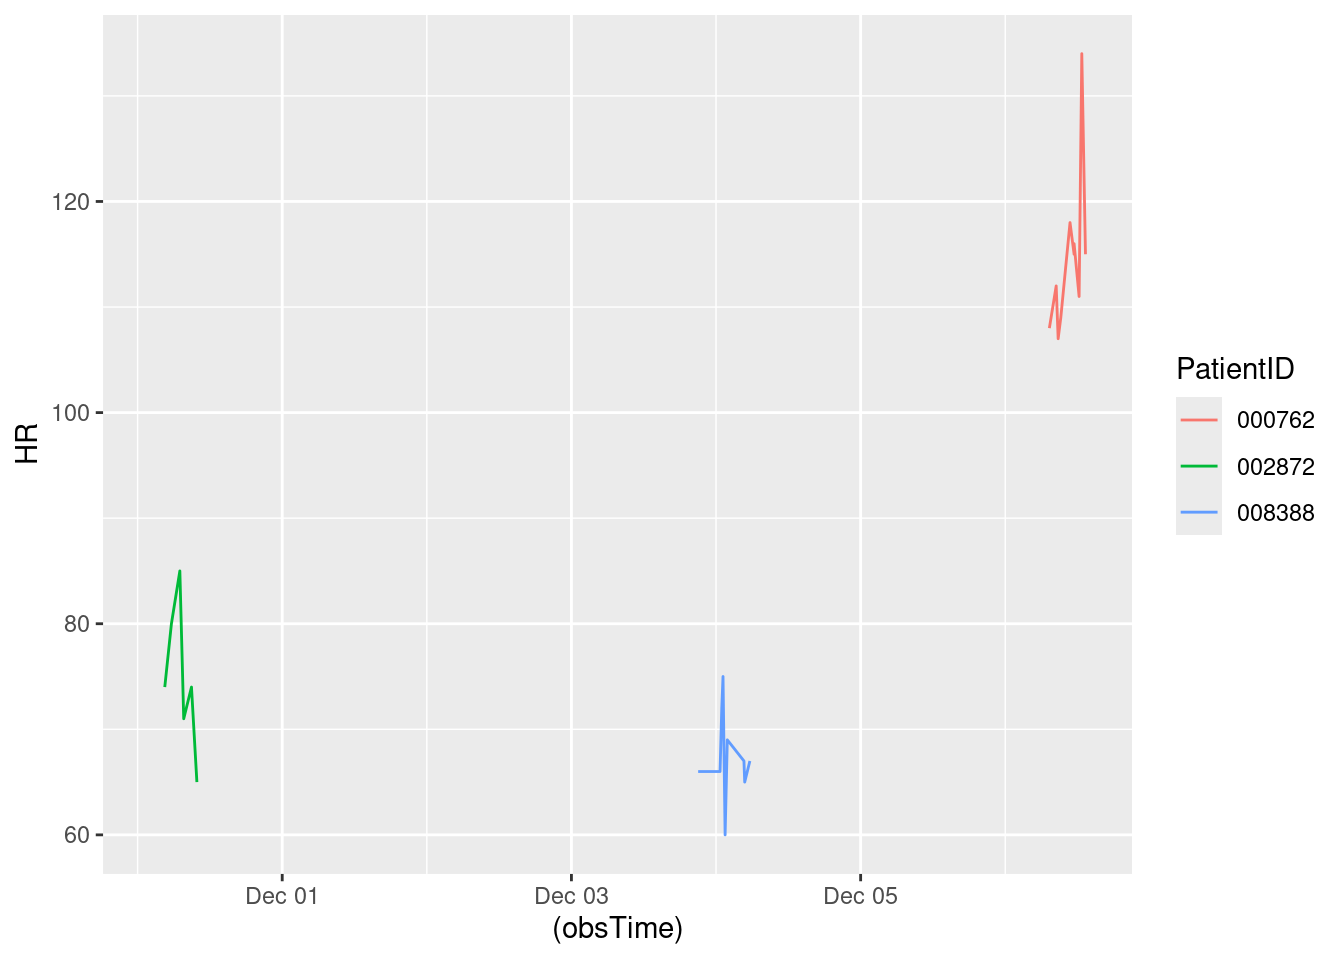 120
100
80
60
HR
Dec 01
Dec 03
Dec 05
(obsTime)
PatientID
000762
002872
008388